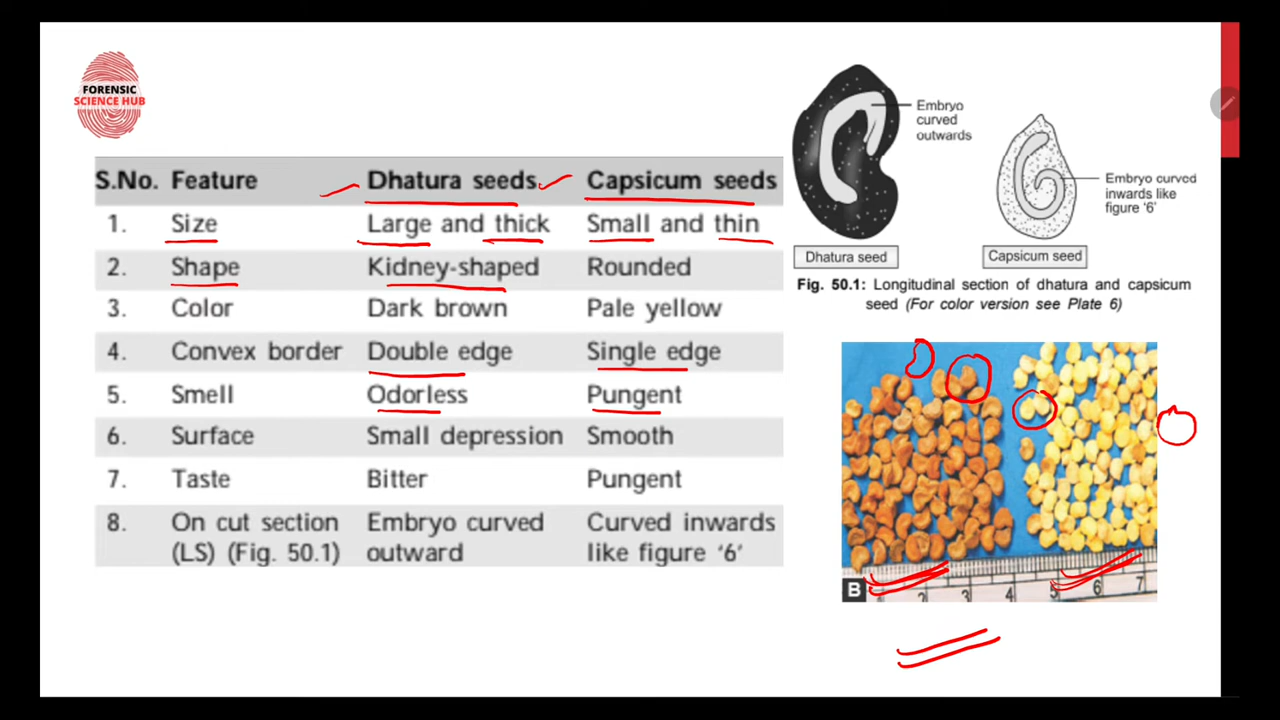 FORENSIC
SCIENCE HUB
S.No. Feature Dhatura seeds Capsicum seeds
1. Size Large and thick Small and thin
2. Shape Kidney-shaped Rounded
3. Color Dark brown Pale yellow
4. Convex border Double edge Single edge
5. Smell Odorless Pungent
6. Surface Small depression Smooth
7. Taste Bitter Pungent
8. On cut section Embryo curved Curved inwards
(LS) (Fig. 50.1) outward like figure ‘6’
Embryo
curved
outwards
Embryo curved
inwards like
figure ‘6’
Dhatura seed
Capsicum seed
Fig. 50.1: Longitudinal section of dhatura and capsicum
seed (For color version see Plate 6)
B
2 3 4 5 6 7